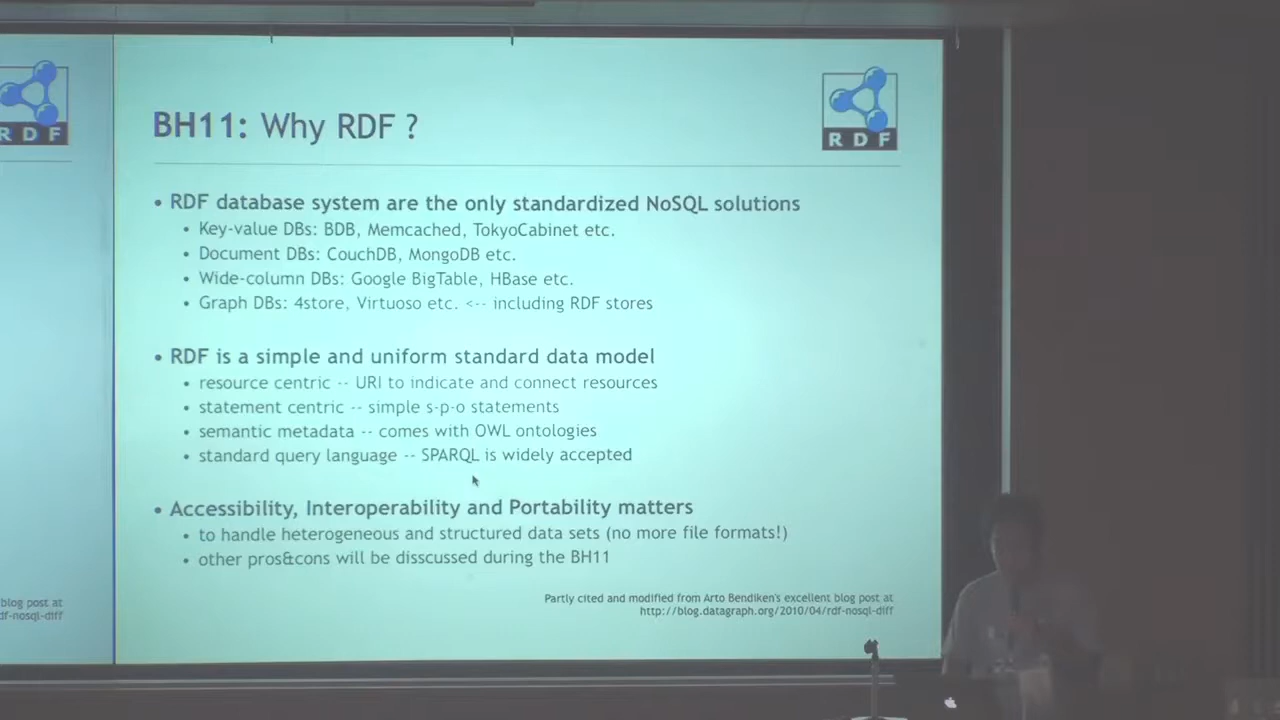 BH11: Why RDF ?
RDF
RDF
• RDF database system are the only standardized NoSQL solutions
• Key-value DBs: BDB, Memcached, TokyoCabinet etc.
• Document DBs: CouchDB, MongoDB etc.
• Wide-column DBs: Google BigTable, HBase etc.
• Graph DBs: 4store, Virtuoso etc. <-- including RDF stores
• RDF is a simple and uniform standard data model
• resource centric -- URI to indicate and connect resources
• statement centric -- simple s-p-o statements
• semantic metadata -- comes with OWL ontologies
• standard query language -- SPARQL is widely accepted
• Accessibility, Interoperability and Portability matters
• to handle heterogeneous and structured data sets (no more file formats!)
• other pros&cons will be disscussed during the BH11
Partly cited and modified from Arto Bendiken's excellent blog post at
http://blog.datagraph.org/2010/04/rdf-nosql-diff
blog post at
df-nosql-diff